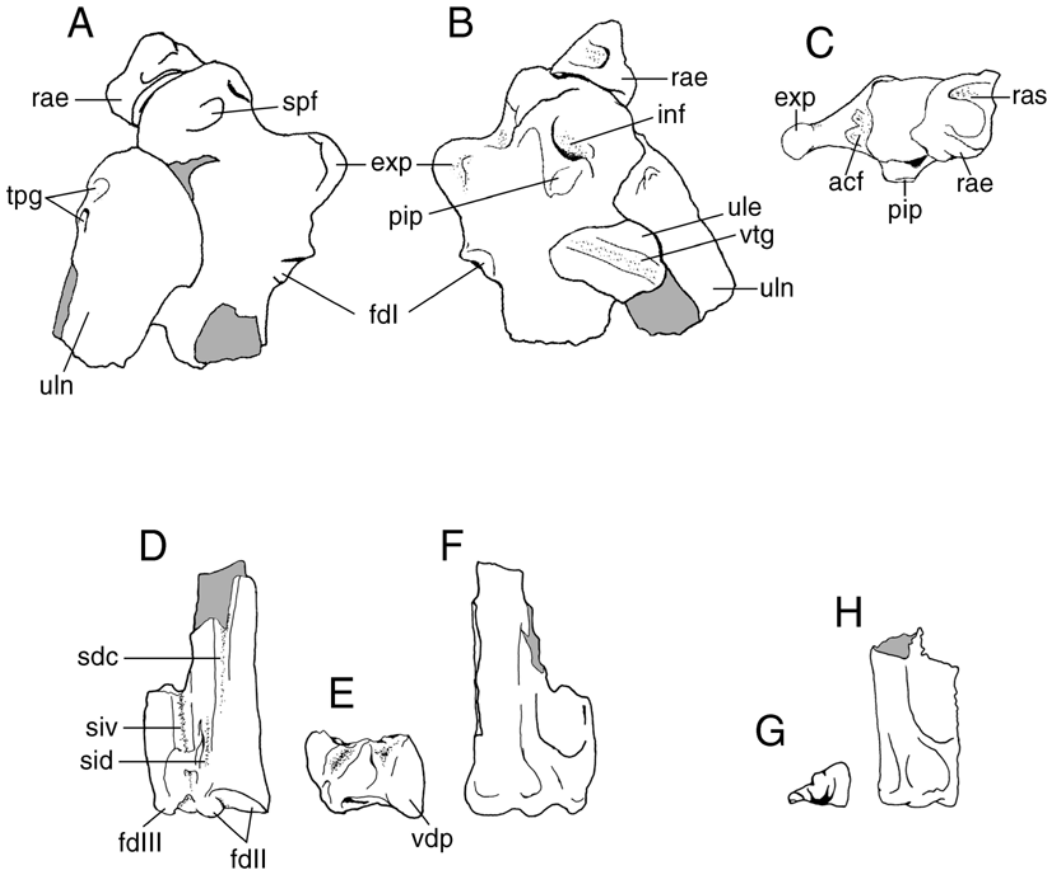 A
B
C
rae
spf
rae
exp
ras
inf
exp
tpg
pip
acf
rae
pip
ule
vtg
uln
fdI
uln
D
F
H
sdc
E
siv
G
sid
vdp
fdIII
fdII